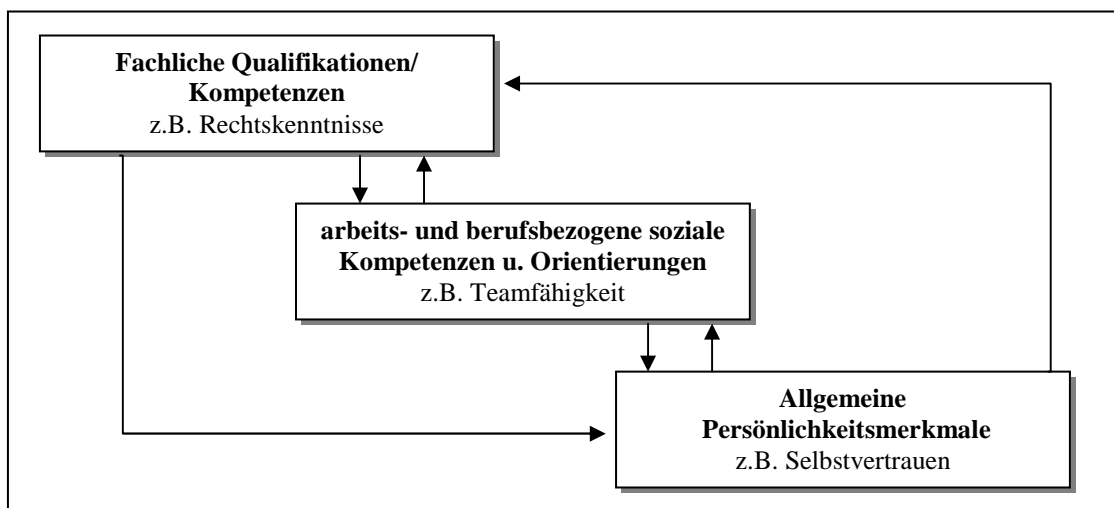 Fachliche Qualifikationen/
Kompetenzen
z.B. Rechtskenntnisse
arbeits- und berufsbezogene soziale
Kompetenzen u. Orientierungen
z.B. Teamfähigkeit
Allgemeine
Persönlichkeitsmerkmale
z.B. Selbstvertrauen